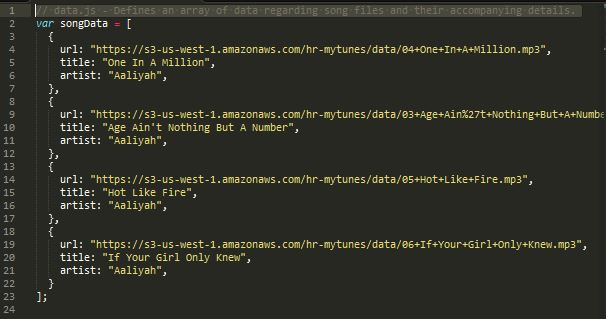 1 // data.js - Defines an array of data regarding song files and their accompanying details.
2 var songData = [
3 {
4 url: "https://s3-us-west-1.amazonaws.com/hr-mytunes/data/04+One+In+A+Million.mp3",
5 title: "One In A Million",
6 artist: "Aaliyah",
7 },
8 {
9 url: "https://s3-us-west-1.amazonaws.com/hr-mytunes/data/03+Age+Ain%27t+Nothing+But+A+Numbe
10 title: "Age Ain't Nothing But A Number",
11 artist: "Aaliyah",
12 },
13 {
14 url: "https://s3-us-west-1.amazonaws.com/hr-mytunes/data/05+Hot+Like+Fire.mp3",
15 title: "Hot Like Fire",
16 artist: "Aaliyah",
17 },
18 {
19 url: "https://s3-us-west-1.amazonaws.com/hr-mytunes/data/06+If+Your+Girl+Only+Knew.mp3",
20 title: "If Your Girl Only Knew",
21 artist: "Aaliyah",
22 }
23 ];
24